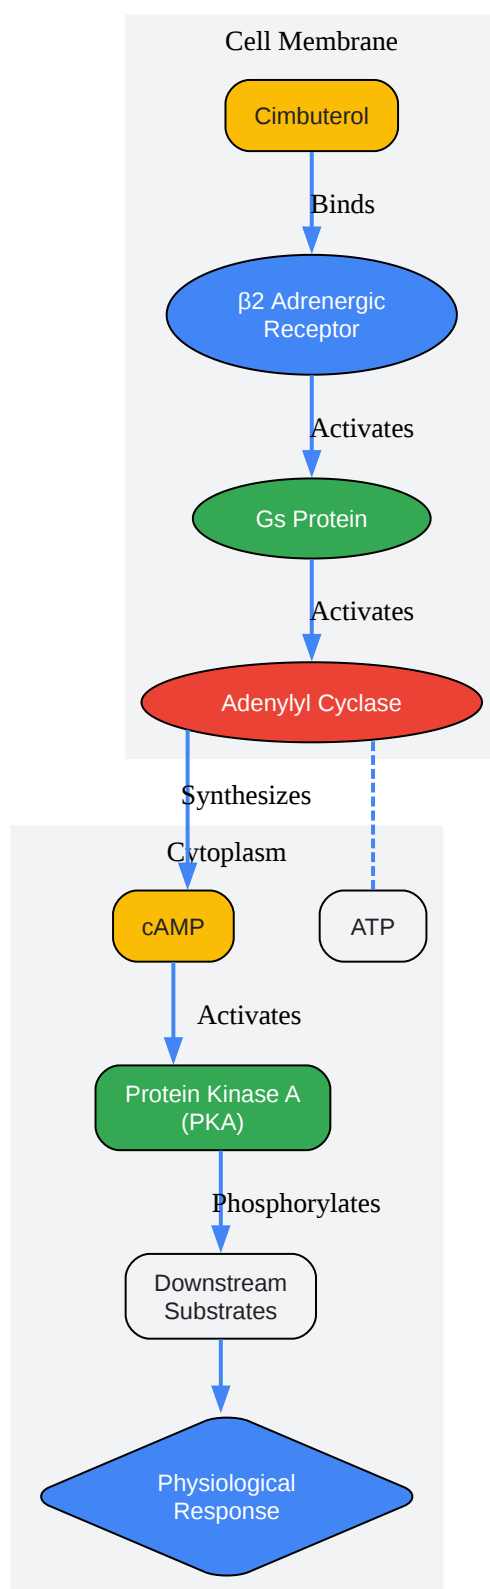 Cell Membrane
Cimbuterol
Binds
β2 Adrenergic
Receptor
Activates
Gs Protein
Activates
Adenylyl Cyclase
Synthesizes
Cytoplasm
cAMP
ATP
Activates
Protein Kinase A
(PKA)
Phosphorylates
Downstream
Substrates
Physiological
Response